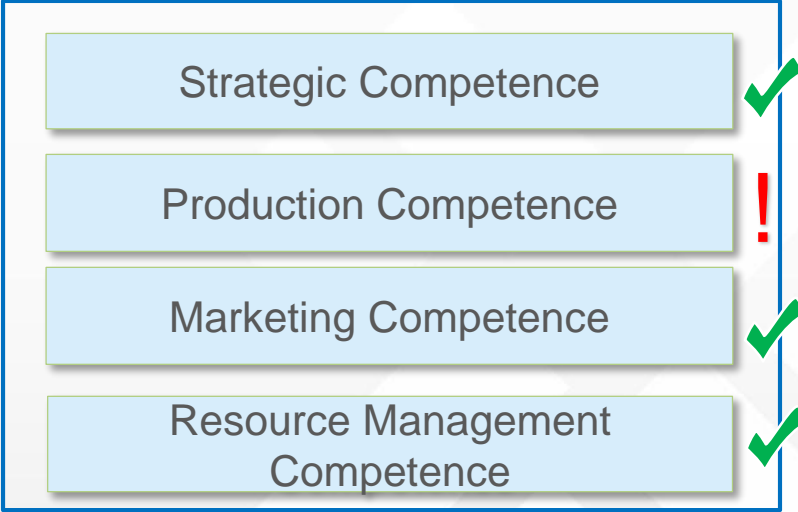 Strategic Competence
Production Competence
!
Marketing Competence
Resource Management
Competence